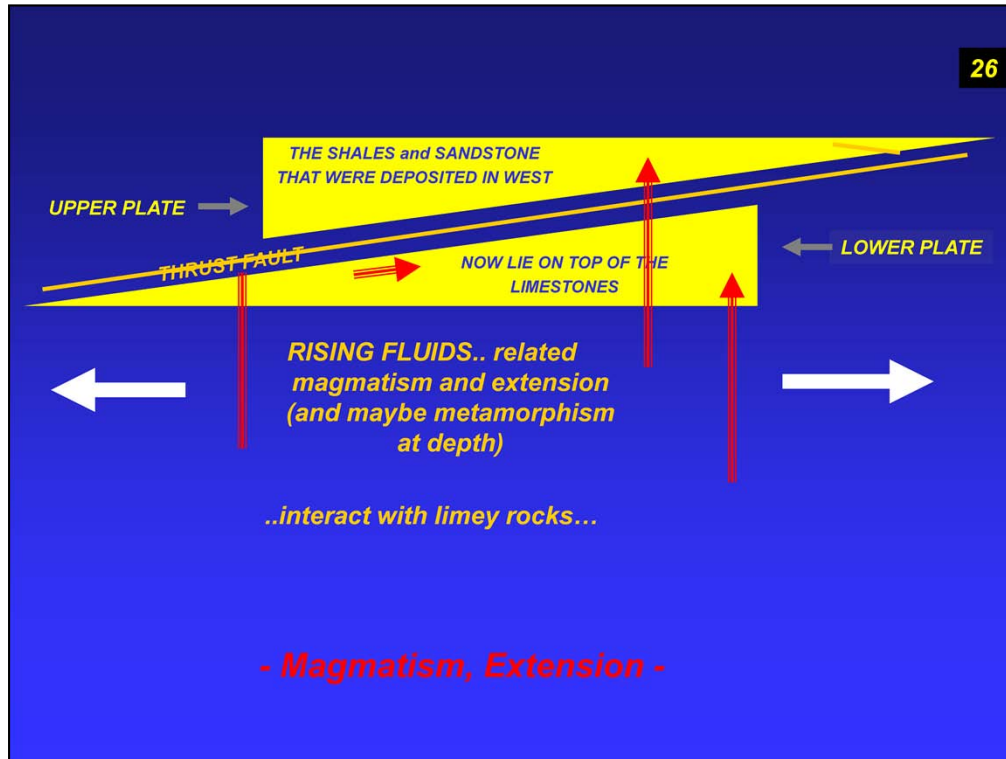 26
THE SHALES and SANDSTONE
THAT WERE DEPOSITED IN WEST
UPPER PLATE
THRUST FAULT
LOWER PLATE
NOW LIE ON TOP OF THE
LIMESTONES
RISING FLUIDS.. related
magmatism and extension
(and maybe metamorphism
at depth)
..interact with limey rocks…
- Magmatism, Extension -